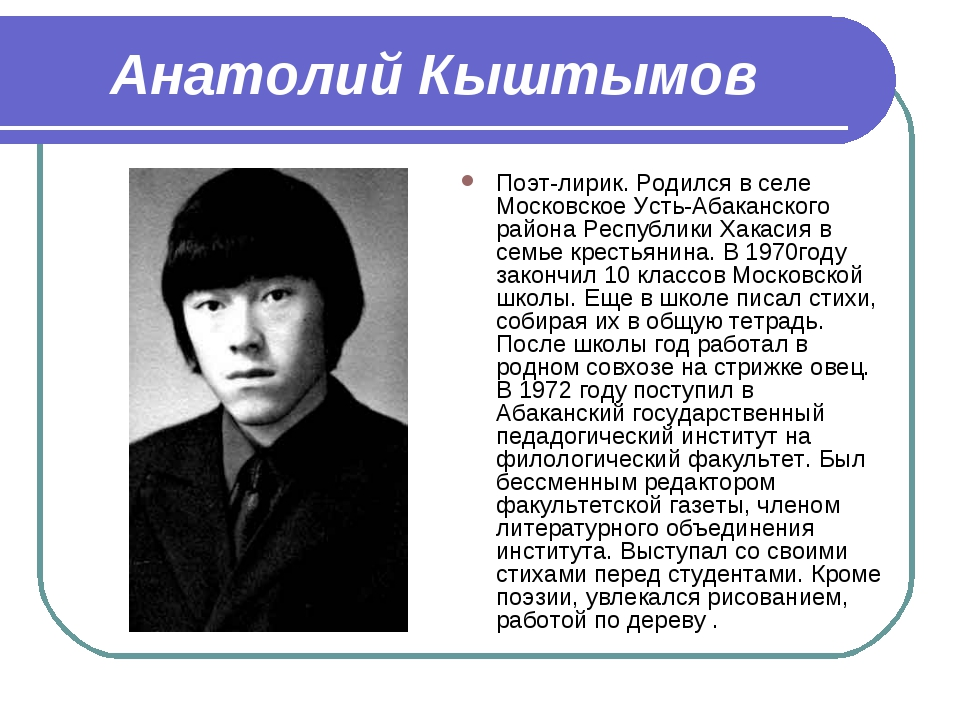 Анатолий Кыштымов
Поэт-лирик. Родился в селе
Московское Усть-Абаканского
района Республики Хакасия в
семье крестьянина. В 1970году
закончил 10 классов Московской
школы. Еще в школе писал стихи,
собирая их в общую тетрадь.
После школы год работал в
родном совхозе на стрижке овец.
В 1972 году поступил в
Абаканский государственный
педадогический институт на
филологический факультет. Был
бессменным редактором
факультетской газеты, членом
литературного объединения
института. Выступал со своими
стихами перед студентами. Кроме
поэзии, увлекался рисованием,
работой по дереву .